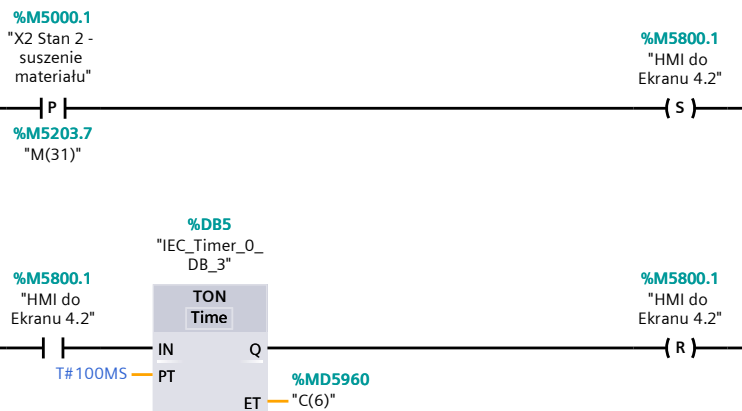 %M5000.1
"X2 Stan 2 -
suszenie
materiału"
P
%M5203.7
"M(31)"
%M5800.1
"HMI do
Ekranu 4.2"
S
%DB5
"IEC_Timer_0_
DB_3"
%M5800.1
"HMI do
Ekranu 4.2"
TON
Time
IN
Q
T#100MS
PT
ET
%MD5960
"C(6)"
%M5800.1
"HMI do
Ekranu 4.2"
R